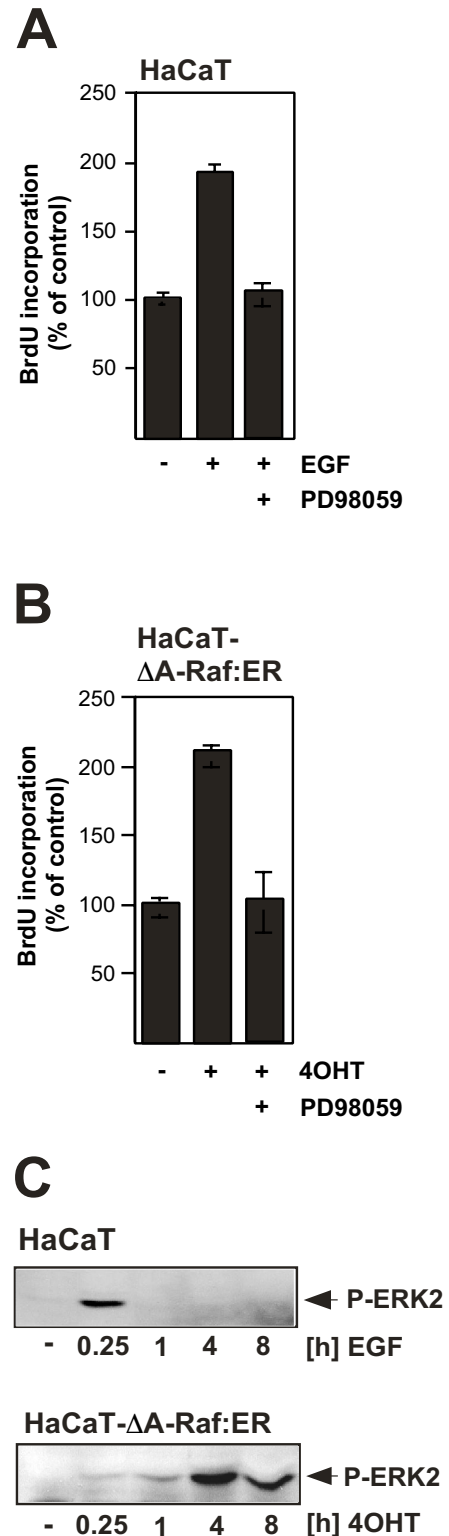 A
HaCaT
250
200
150
100
50
BrdU incorporation
(% of control)
- + + EGF
+ PD98059
B
HaCaT-
ΔA-Raf:ER
250
200
150
100
50
BrdU incorporation
(% of control)
- + + 4OHT
+ PD98059
C
HaCaT
P-ERK2
- 0.25 1 4 8 [h] EGF
HaCaT-ΔA-Raf:ER
P-ERK2
- 0.25 1 4 8 [h] 4OHT